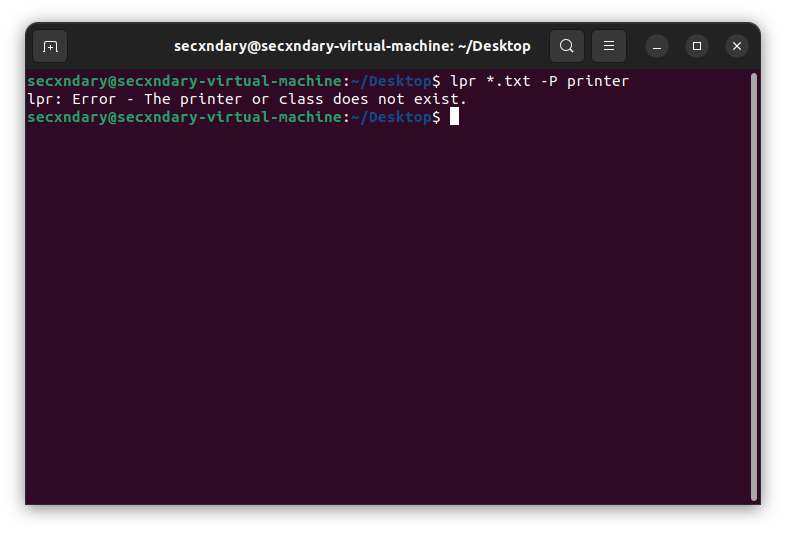 secxndary@secxndary-virtual-machine: ~/Desktop
secxndary@secxndary-virtual-machine:~/Desktop$ lpr *.txt -P printer
lpr: Error - The printer or class does not exist.
secxndary@secxndary-virtual-machine:~/Desktop$